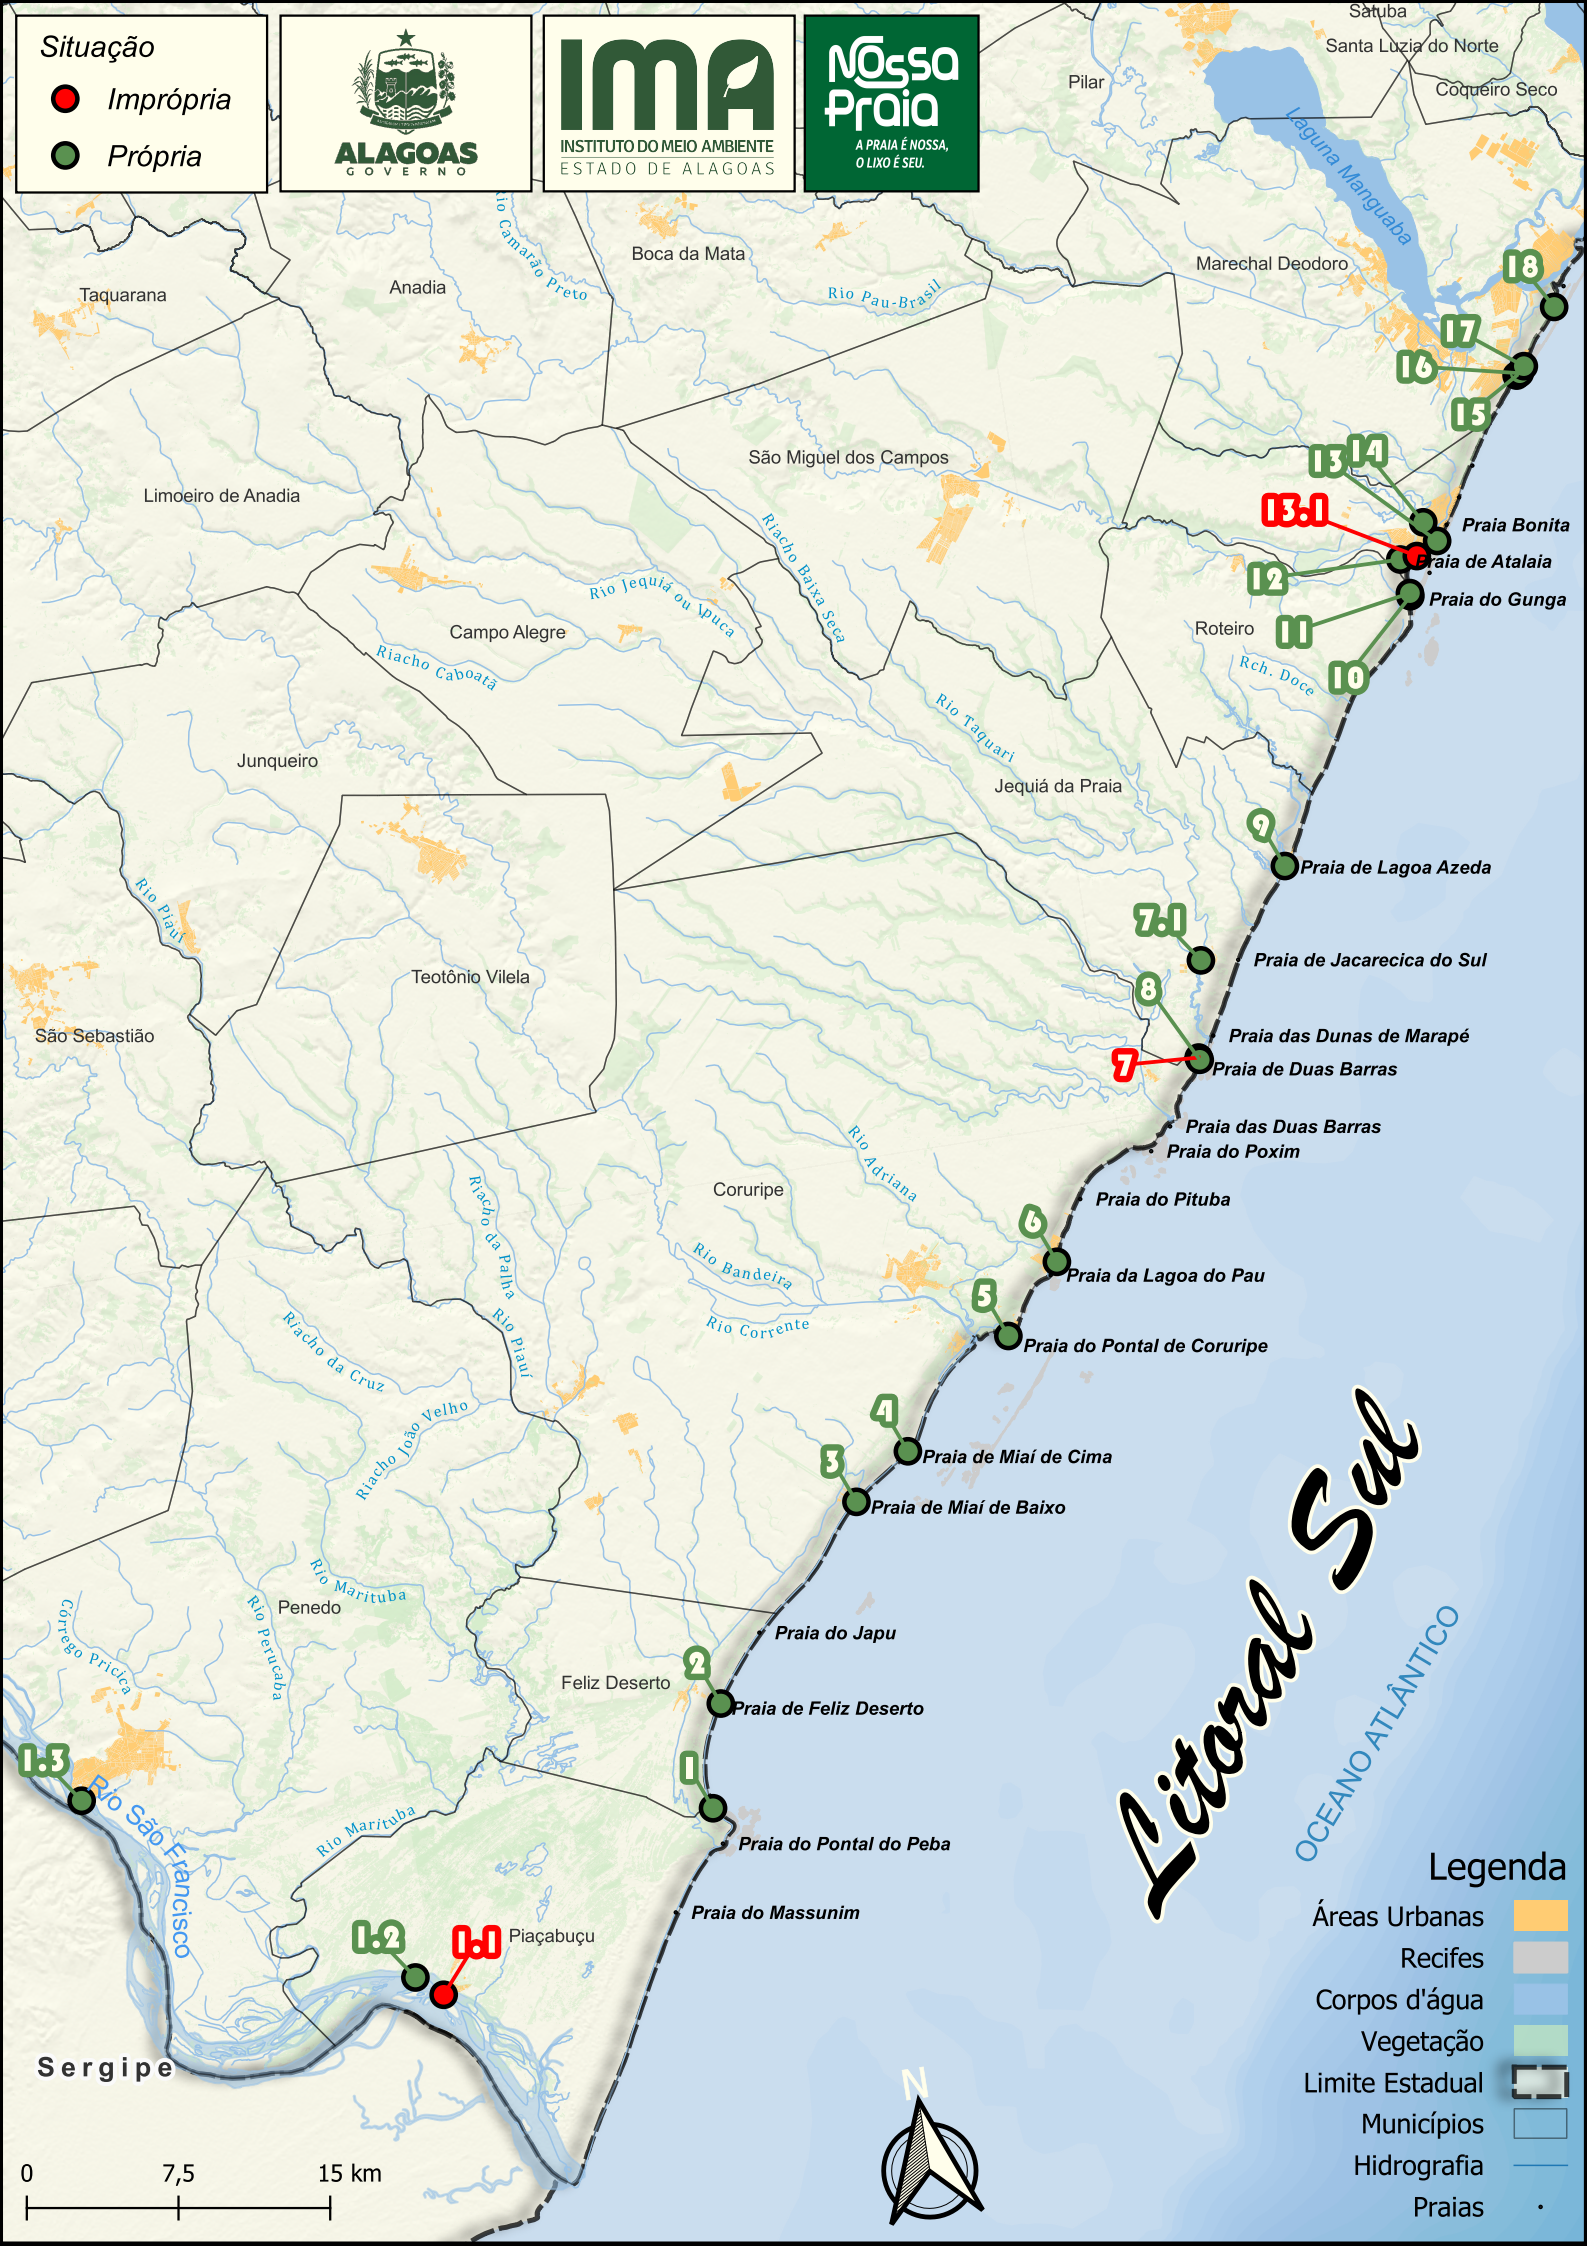 Situação
Imprópria
Própria
ALAGOAS
GOVERNO
IMA
INSTITUTO DO MEIO AMBIENTE
ESTADO DE ALAGOAS
Nossa
Praia
A PRAIA É NOSSA,
O LIXO É SEU.
Satuba
Santa Luzia do Norte
Pilar
Coqueiro Seco
Laguna Manguaba
Rio Camarão Preto
Boca da Mata
Marechal Deodoro
18
Anadia
Taquarana
Rio Pau-Brasil
17
16
15
São Miguel dos Campos
14
13
Limoeiro de Anadia
13.1
Praia Bonita
Riacho Baixa Seca
Praia de Atalaia
12
Rio Jequiá ou Ipuca
Praia do Gunga
Campo Alegre
Roteiro
11
Riacho Caboatã
Rch. Doce
10
Rio Taquari
Junqueiro
Jequiá da Praia
9
Praia de Lagoa Azeda
Rio Piauí
7.1
Praia de Jacarecica do Sul
Teotônio Vilela
8
São Sebastião
Praia das Dunas de Marapé
7
Praia de Duas Barras
Praia das Duas Barras
Praia do Poxim
Rio Adriana
Coruripe
Praia do Pituba
6
Riacho da Palha
Rio Bandeira
Praia da Lagoa do Pau
5
Rio Corrente
Rio Piauí
Praia do Pontal de Coruripe
Riacho da Cruz
Riacho João Velho
4
Praia de Miaí de Cima
3
Praia de Miaí de Baixo
Litoral Sul
Rio Marituba
Penedo
Córrego Pricica
Rio Perucaba
Praia do Japu
2
Feliz Deserto
Praia de Feliz Deserto
OCEANO ATLÂNTICO
1.3
1
Rio São Francisco
Rio Marituba
Praia do Pontal do Peba
Praia do Massunim
1.2
1.1
Piaçabuçu
Sergipe
Legenda
Áreas Urbanas
Recifes
Corpos d'água
Vegetação
Limite Estadual
Municípios
Hidrografia
Praias
N
0 7,5 15 km